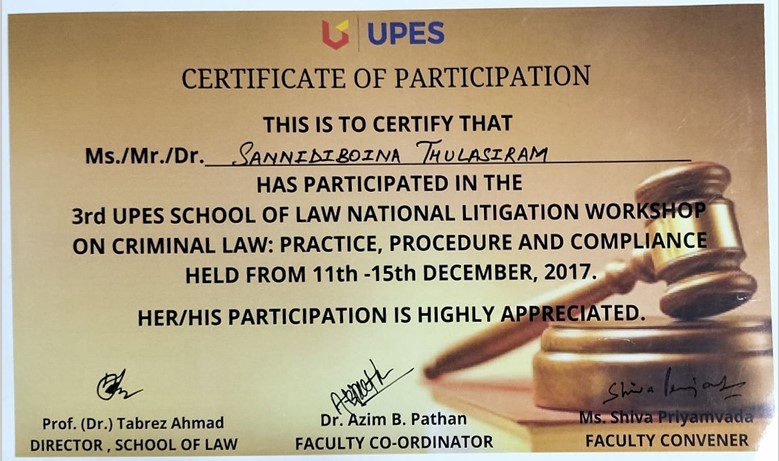 UPES
CERTIFICATE OF PARTICIPATION
THIS IS TO CERTIFY THAT
Ms./Mr./Dr. SANNIDIBOINA THULASIRAM
HAS PARTICIPATED IN THE
3rd UPES SCHOOL OF LAW NATIONAL LITIGATION WORKSHOP
ON CRIMINAL LAW: PRACTICE, PROCEDURE AND COMPLIANCE
HELD FROM 11th -15th DECEMBER, 2017.
HER/HIS PARTICIPATION IS HIGHLY APPRECIATED.
Prof. (Dr.) Tabrez Ahmad
DIRECTOR , SCHOOL OF LAW
Dr. Azim B. Pathan
FACULTY CO-ORDINATOR
Shiva
Ms. Shiva Priyamvada
FACULTY CONVENER